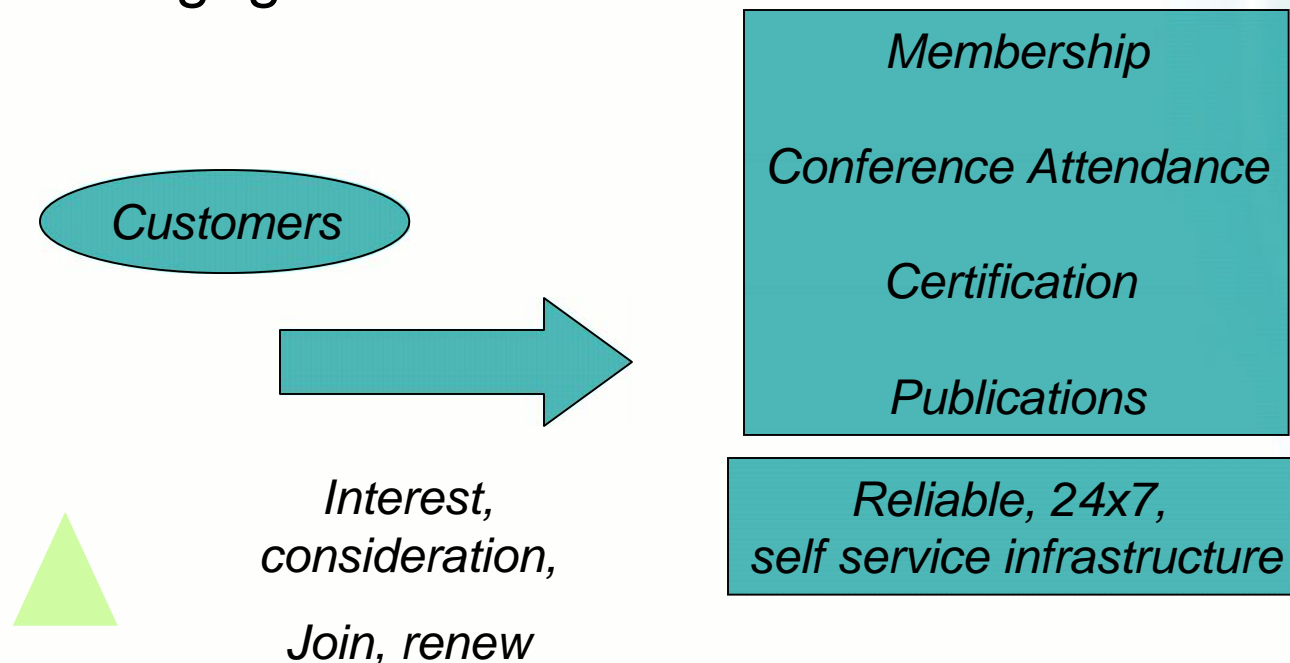 Customers
Membership
Conference Attendance
Certification
Publications
Interest,
consideration,
Join, renew
Reliable, 24x7,
self service infrastructure